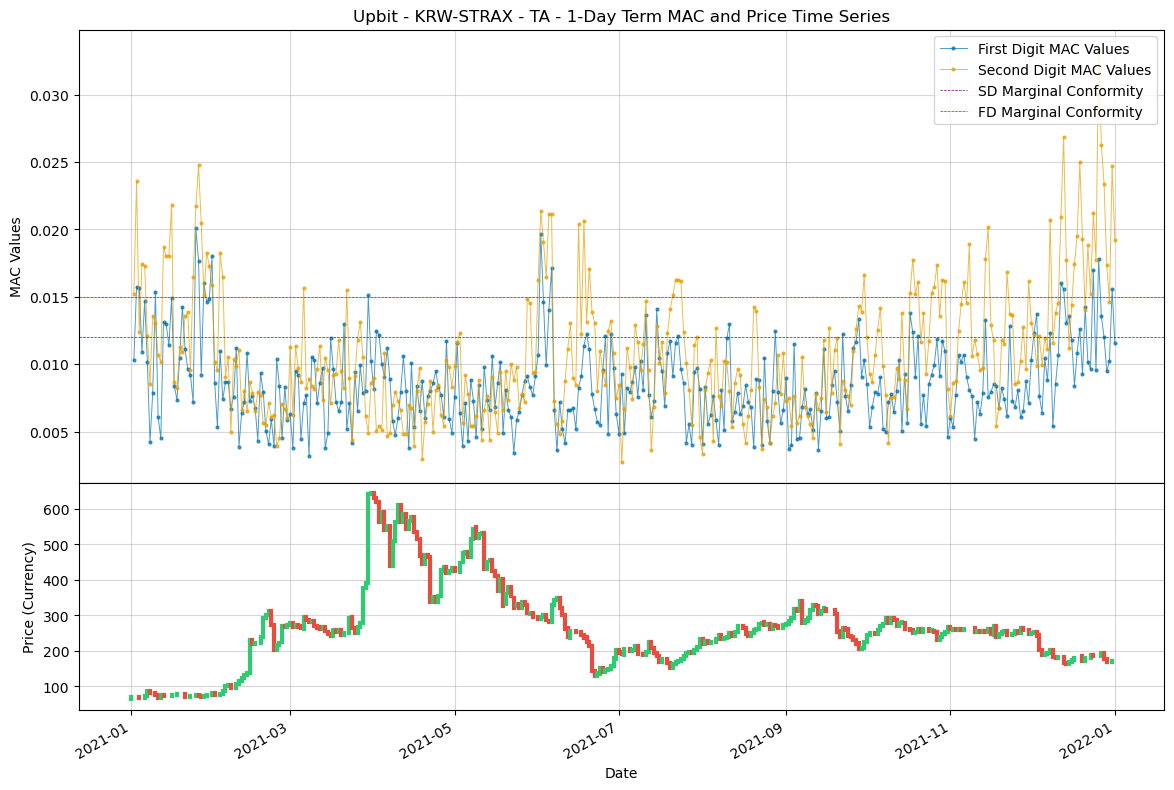 Upbit - KRW-STRAX - TA - 1-Day Term MAC and Price Time Series
First Digit MAC Values
Second Digit MAC Values
SD Marginal Conformity
FD Marginal Conformity
MAC Values
0.030
0.025
0.020
0.015
0.010
0.005
Price (Currency)
600
500
400
300
200
100
2021-01
2021-03
2021-05
2021-07
2021-09
2021-11
2022-01
Date